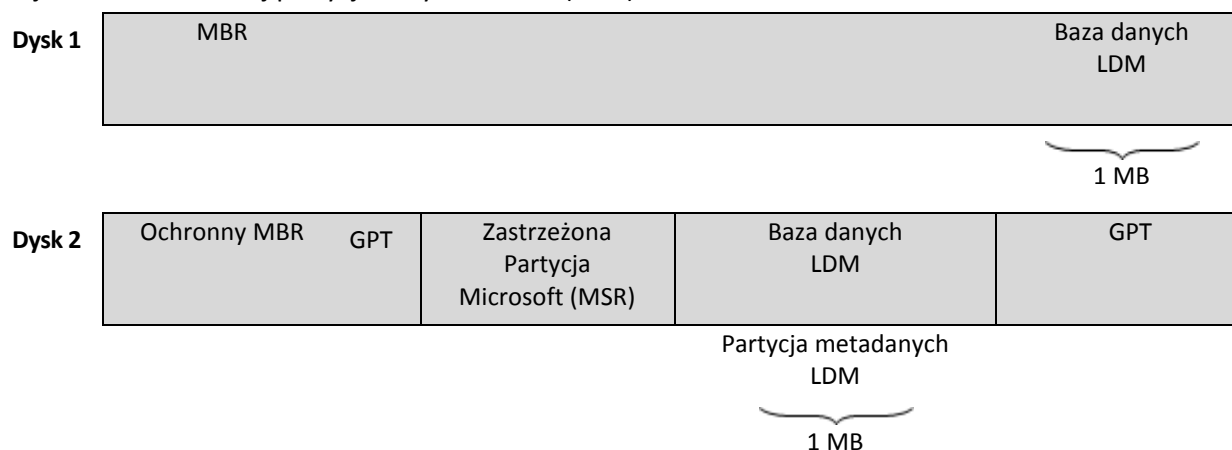 Dysk 1
MBR
Baza danych
LDM
1 MB
Dysk 2
Ochronny MBR
GPT
Zastrzeżona
Partycja
Microsoft (MSR)
Baza danych
LDM
GPT
Partycja metadanych
LDM
1 MB